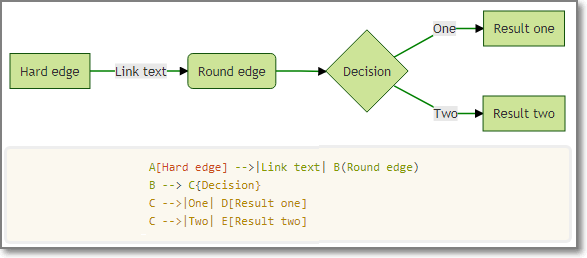 One
Result one
Hard edge
Link text
Round edge
Decision
Two
Result two
A[Hard edge] -->|Link text| B(Round edge)
B --> C{Decision}
C -->|One| D[Result one]
C -->|Two| E[Result two]